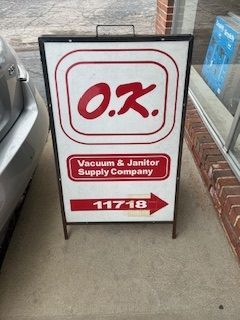 O.K.
Vacuum & Janitor
Supply Company
11718